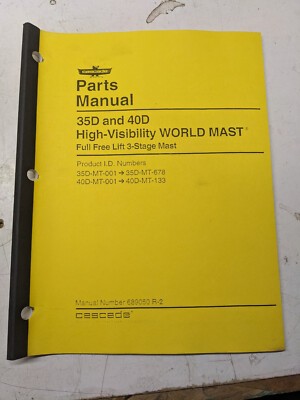 cascade
Parts
Manual
35D and 40D
High-Visibility WORLD MAST®
Full Free Lift 3-Stage Mast
Product I.D. Numbers
35D-MT-001 → 35D-MT-678
40D-MT-001 → 40D-MT-133
Manual Number 689060 R-2
cascade®